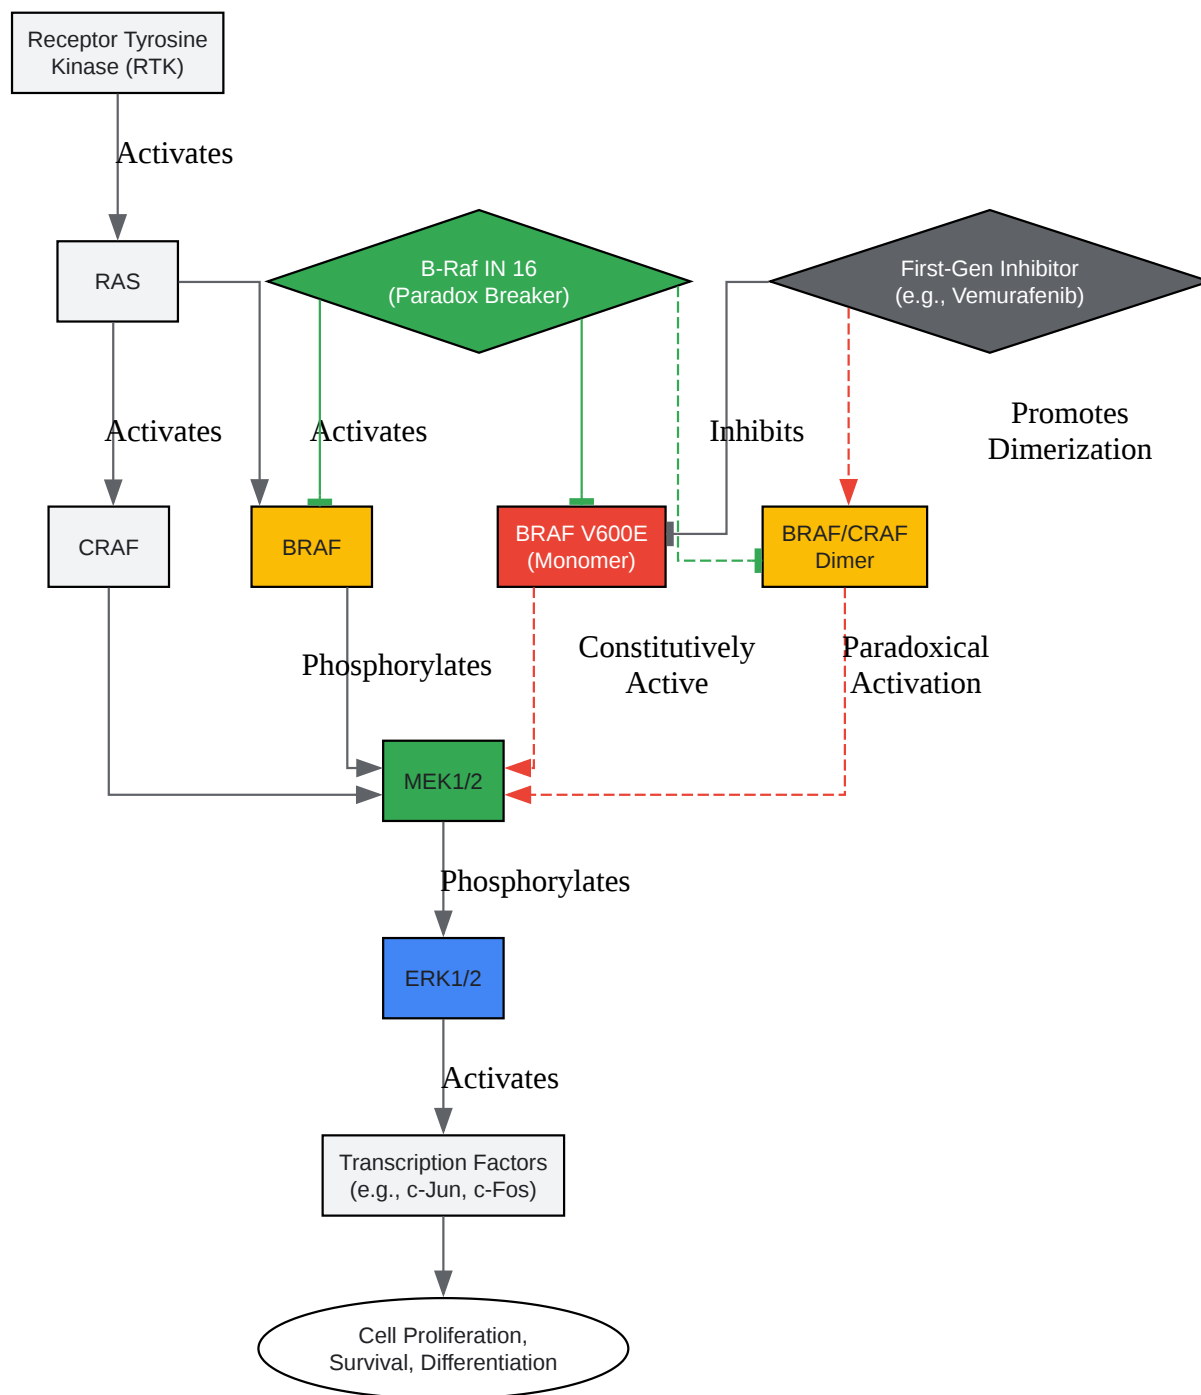 Receptor Tyrosine
Kinase (RTK)
Activates
RAS
B-Raf IN 16
(Paradox Breaker)
First-Gen Inhibitor
(e.g., Vemurafenib)
Activates
Activates
Inhibits
Promotes
Dimerization
CRAF
BRAF
BRAF V600E
(Monomer)
BRAF/CRAF
Dimer
Phosphorylates
Constitutively
Active
Paradoxical
Activation
MEK1/2
Phosphorylates
ERK1/2
Activates
Transcription Factors
(e.g., c-Jun, c-Fos)
Cell Proliferation,
Survival, Differentiation